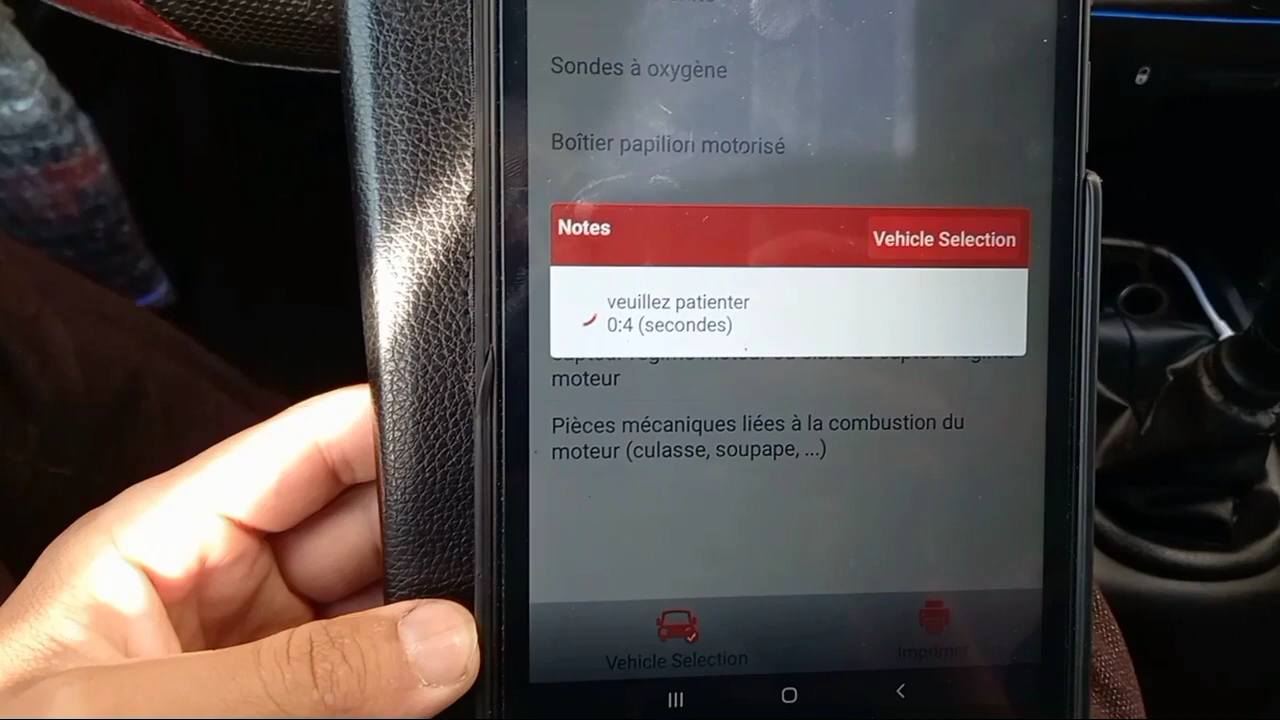 Sondes à oxygène
Boîtier papillon motorisé
Notes
Vehicle Selection
veuillez patienter
0:4 (secondes)
moteur
Pièces mécaniques liées à la combustion du
moteur (culasse, soupape, ...)
Vehicle Selection
Imprimer